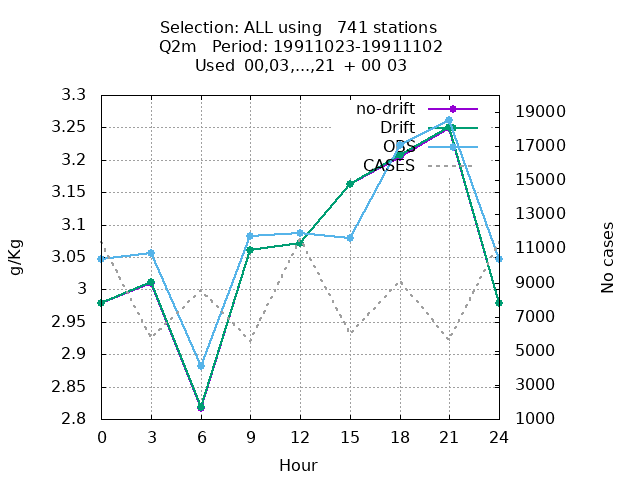 Selection: ALL using 741 stations
Q2m Period: 19911023-19911102
Used 00,03,...,21 + 00 03
3.3
3.25
3.2
3.15
3.1
3.05
3
2.95
2.9
2.85
2.8
g/Kg
no-drift
Drift
OBS
CASES
19000
17000
15000
13000
11000
9000
7000
5000
3000
1000
No cases
0 3 6 9 12 15 18 21 24
Hour